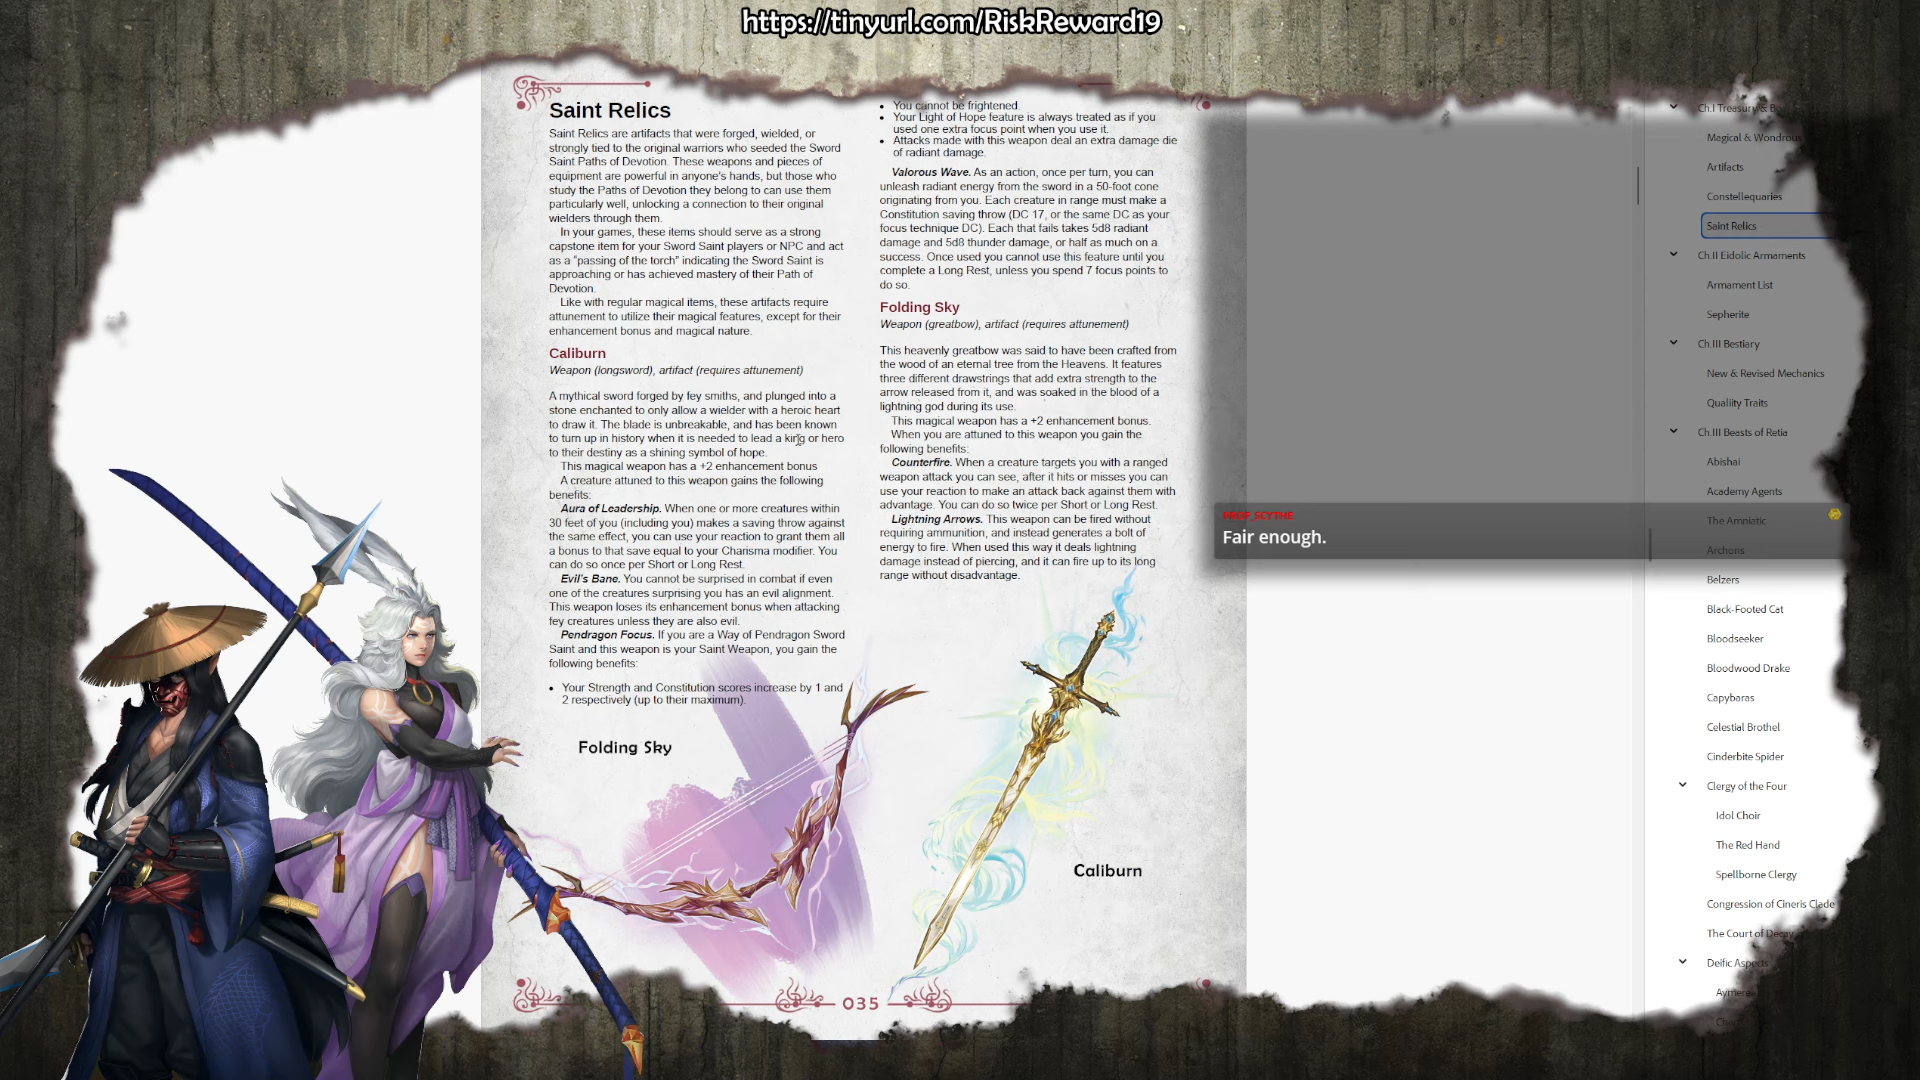 https://tinyurl.com/RiskReward19
Saint Relics
Saint Relics are artifacts that were forged, wielded, or
strongly tied to the original warriors who seeded the Sword
Saint Paths of Devotion. These weapons and pieces of
equipment are powerful in anyone's hands, but those who
study the Paths of Devotion they belong to can use them
particularly well, unlocking a connection to their original
wielders through them.
In your games, these items should serve as a strong
capstone item for your Sword Saint players or NPC and act
as a "passing of the torch" indicating the Sword Saint is
approaching or has achieved mastery of their Path of
Devotion.
Like with regular magical items, these artifacts require
attunement to utilize their magical features, except for their
enhancement bonus and magical nature.
Caliburn
Weapon (longsword), artifact (requires attunement)
A mythical sword forged by fey smiths, and plunged into a
stone enchanted to only allow a wielder with a heroic heart
to draw it. The blade is unbreakable, and has been known
to turn up in history when it is needed to lead a king or hero
to their destiny as a shining symbol of hope.
This magical weapon has a +2 enhancement bonus
A creature attuned to this weapon gains the following
benefits:
Aura of Leadership. When one or more creatures within
30 feet of you (including you) makes a saving throw against
the same effect, you can use your reaction to grant them all
a bonus to that save equal to your Charisma modifier. You
can do so once per Short or Long Rest.
Evil's Bane. You cannot be surprised in combat if even
one of the creatures surprising you has an evil alignment.
This weapon loses its enhancement bonus when attacking
fey creatures unless they are also evil.
Pendragon Focus. If you are a Way of Pendragon Sword
Saint and this weapon is your Saint Weapon, you gain the
following benefits:
• Your Strength and Constitution scores increase by 1 and
2 respectively (up to their maximum).
• You cannot be frightened.
• Your Light of Hope feature is always treated as if you
used one extra focus point when you use it.
• Attacks made with this weapon deal an extra damage die
of radiant damage.
Valorous Wave. As an action, once per turn, you can
unleash radiant energy from the sword in a 50-foot cone
originating from you. Each creature in range must make a
Constitution saving throw (DC 17, or the same DC as your
focus technique DC). Each that fails takes 5d8 radiant
damage and 5d8 thunder damage, or half as much on a
success. Once used you cannot use this feature until you
complete a Long Rest, unless you spend 7 focus points to
do so.
Folding Sky
Weapon (greatbow), artifact (requires attunement)
This heavenly greatbow was said to have been crafted from
the wood of an eternal tree from the Heavens. It features
three different drawstrings that add extra strength to the
arrow released from it, and was soaked in the blood of a
lightning god during its use.
This magical weapon has a +2 enhancement bonus.
When you are attuned to this weapon you gain the
following benefits:
Counterfire. When a creature targets you with a ranged
weapon attack you can see, after it hits or misses you can
use your reaction to make an attack back against them with
advantage. You can do so twice per Short or Long Rest.
Lightning Arrows. This weapon can be fired without
requiring ammunition, and instead generates a bolt of
energy to fire. When used this way it deals lightning
damage instead of piercing, and it can fire up to its long
range without disadvantage.
Folding Sky
Caliburn
035
PROF_SCYTHE
Fair enough.
Ch.I Treasury &
Magical & Wondrous
Artifacts
Constellequaries
Saint Relics
Ch.II Eidolic Armaments
Armament List
Sepherite
Ch.III Bestiary
New & Revised Mechanics
Qualiity Traits
Ch.III Beasts of Retia
Abishai
Academy Agents
The Amniatic
Archons
Belzers
Black-Footed Cat
Bloodseeker
Bloodwood Drake
Capybaras
Celestial Brothel
Cinderbite Spider
Clergy of the Four
Idol Choir
The Red Hand
Spellborne Clergy
Congression of Cineris Clade
The Court of Decay
Deific Aspects